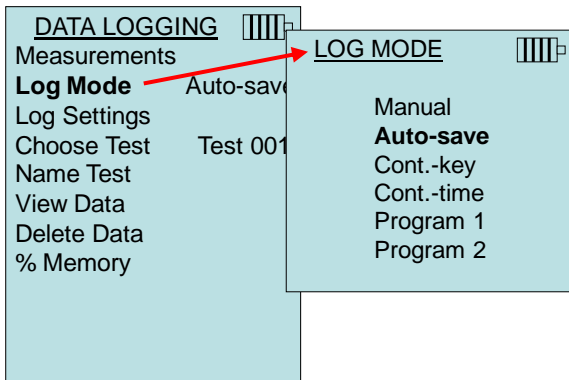 DATA LOGGING
Measurements
Log Mode Auto-save
Log Settings
Choose Test Test 001
Name Test
View Data
Delete Data
% Memory
LOG MODE
Manual
Auto-save
Cont.-key
Cont.-time
Program 1
Program 2